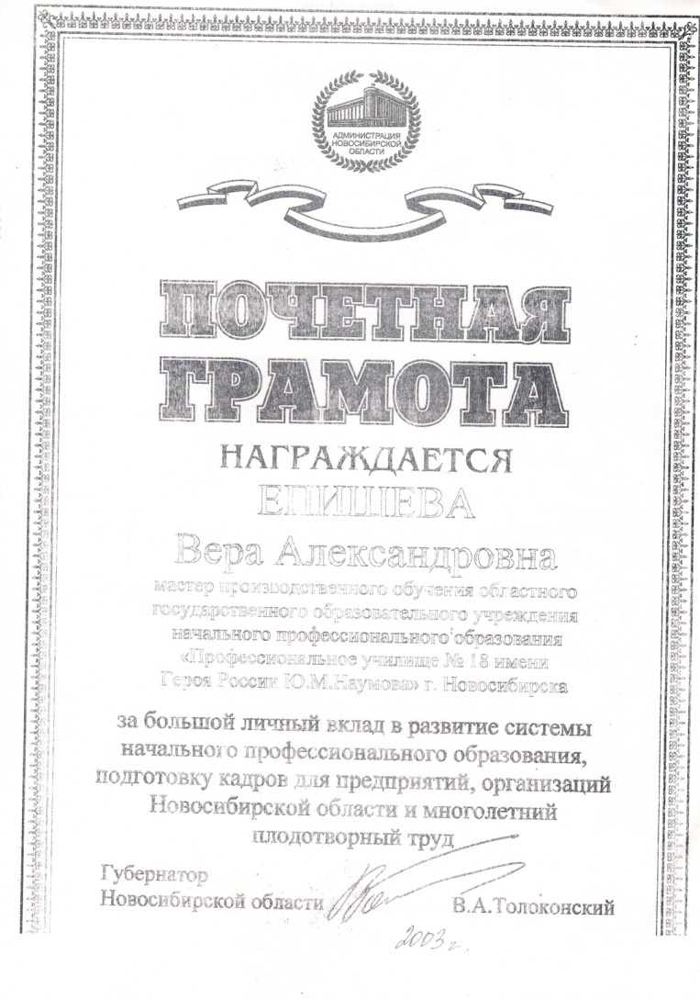 АДМИНИСТРАЦИЯ
НОВОСИБИРСКОЙ
ОБЛАСТИ
ПОЧЕТНАЯ
ГРАМОТА
НАГРАЖДАЕТСЯ
ЕПИШЕВА
Вера Александровна
мастер производственного обучения областного
государственного образовательного учреждения
начального профессионального образования
«Профессиональное училище № 18 имени
Героя России Ю.М.Наумова» г. Новосибирска
за большой личный вклад в развитие системы
начального профессионального образования,
подготовку кадров для предприятий, организаций
Новосибирской области и многолетний
плодотворный труд
Губернатор
Новосибирской области В.А.Толоконский
2003 г.